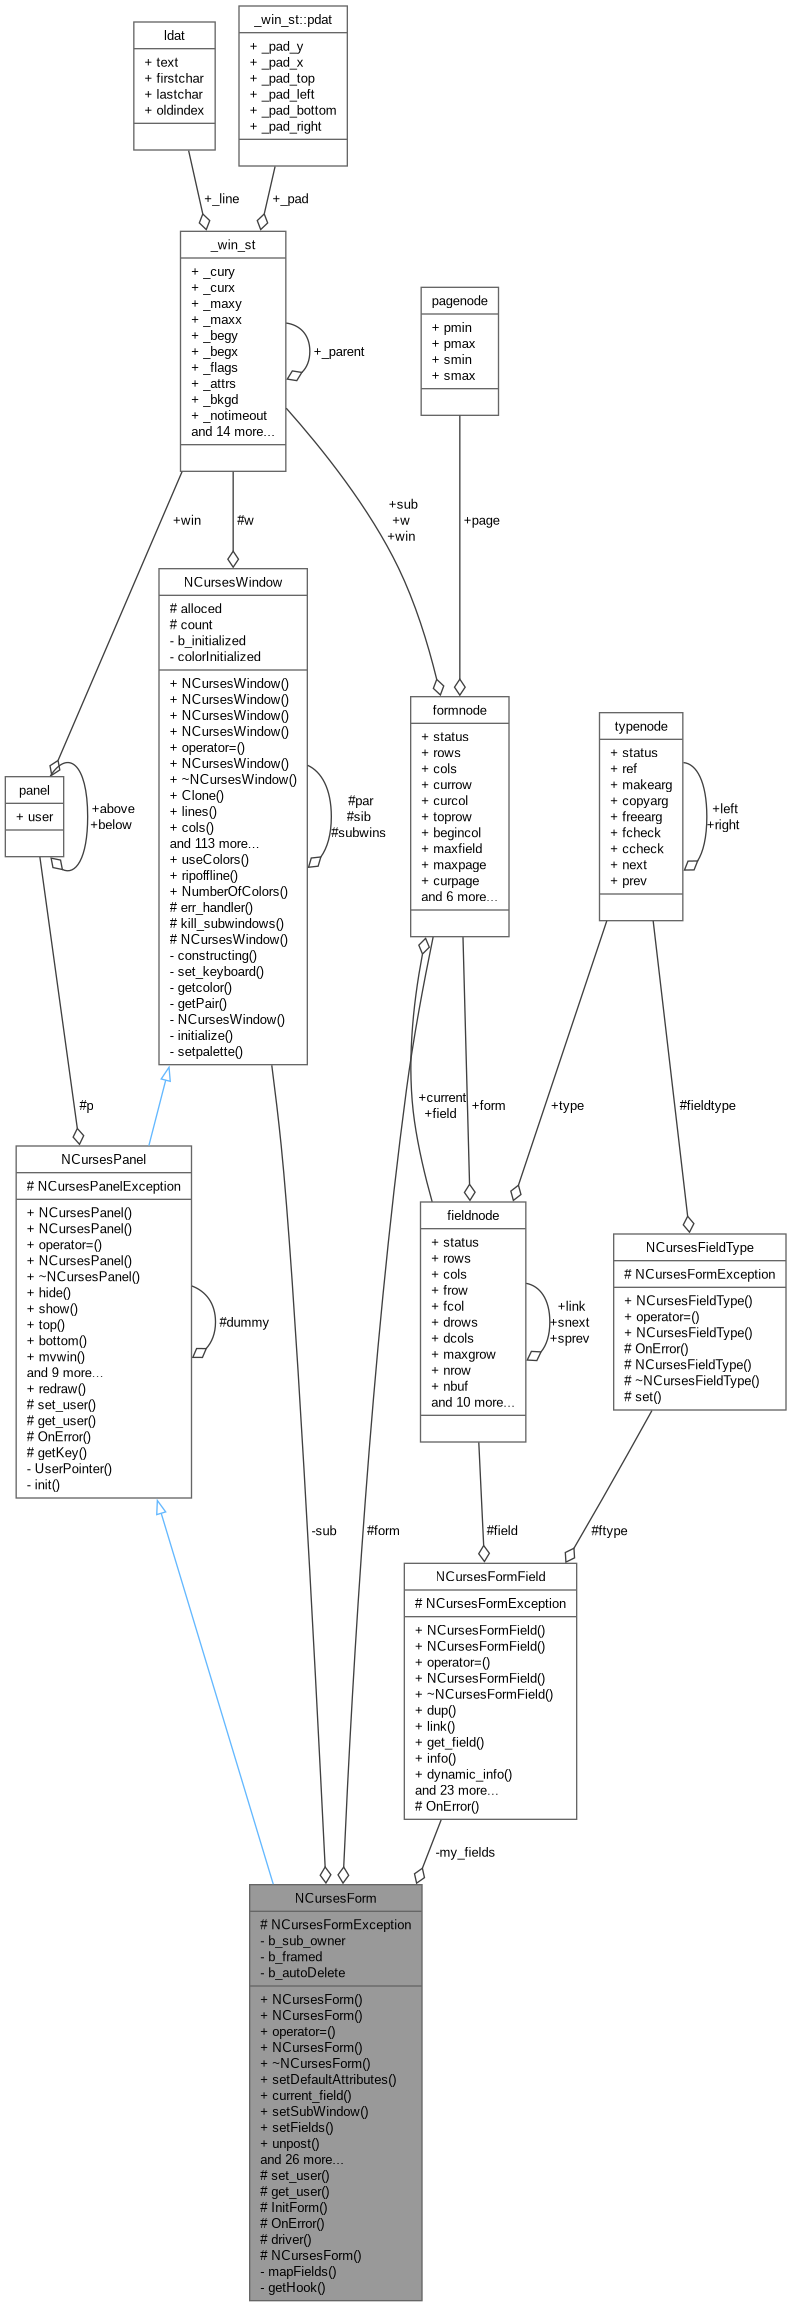 ldat
+ text
+ firstchar
+ lastchar
+ oldindex
_win_st::pdat
+ _pad_y
+ _pad_x
+ _pad_top
+ _pad_left
+ _pad_bottom
+ _pad_right
+_line
+_pad
_win_st
+ _cury
+ _curx
+ _maxy
+ _maxx
+ _begy
+ _begx
+ _flags
+ _attrs
+ _bkgd
+ _notimeout
and 14 more...
+_parent
pagenode
+ pmin
+ pmax
+ smin
+ smax
+win
#w
+sub
+w
+win
+page
NCursesWindow
# alloced
# count
- b_initialized
- colorInitialized
+ NCursesWindow()
+ NCursesWindow()
+ NCursesWindow()
+ NCursesWindow()
+ operator=()
+ NCursesWindow()
+ ~NCursesWindow()
+ Clone()
+ lines()
+ cols()
and 113 more...
+ useColors()
+ ripoffline()
+ NumberOfColors()
# err_handler()
# kill_subwindows()
# NCursesWindow()
- constructing()
- set_keyboard()
- getcolor()
- getPair()
- NCursesWindow()
- initialize()
- setpalette()
#par
#sib
#subwins
panel
+ user
+above
+below
formnode
+ status
+ rows
+ cols
+ currow
+ curcol
+ toprow
+ begincol
+ maxfield
+ maxpage
+ curpage
and 6 more...
typenode
+ status
+ ref
+ makearg
+ copyarg
+ freearg
+ fcheck
+ ccheck
+ next
+ prev
+left
+right
#p
+current
+field
+form
+type
#fieldtype
NCursesPanel
# NCursesPanelException
+ NCursesPanel()
+ NCursesPanel()
+ operator=()
+ NCursesPanel()
+ ~NCursesPanel()
+ hide()
+ show()
+ top()
+ bottom()
+ mvwin()
and 9 more...
+ redraw()
# set_user()
# get_user()
# OnError()
# getKey()
- UserPointer()
- init()
#dummy
fieldnode
+ status
+ rows
+ cols
+ frow
+ fcol
+ drows
+ dcols
+ maxgrow
+ nrow
+ nbuf
and 10 more...
+link
+snext
+sprev
NCursesFieldType
# NCursesFormException
+ NCursesFieldType()
+ operator=()
+ NCursesFieldType()
# OnError()
# NCursesFieldType()
# ~NCursesFieldType()
# set()
-sub
#form
#field
#ftype
NCursesFormField
# NCursesFormException
+ NCursesFormField()
+ NCursesFormField()
+ operator=()
+ NCursesFormField()
+ ~NCursesFormField()
+ dup()
+ link()
+ get_field()
+ info()
+ dynamic_info()
and 23 more...
# OnError()
-my_fields
NCursesForm
# NCursesFormException
- b_sub_owner
- b_framed
- b_autoDelete
+ NCursesForm()
+ NCursesForm()
+ operator=()
+ NCursesForm()
+ ~NCursesForm()
+ setDefaultAttributes()
+ current_field()
+ setSubWindow()
+ setFields()
+ unpost()
and 26 more...
# set_user()
# get_user()
# InitForm()
# OnError()
# driver()
# NCursesForm()
- mapFields()
- getHook()